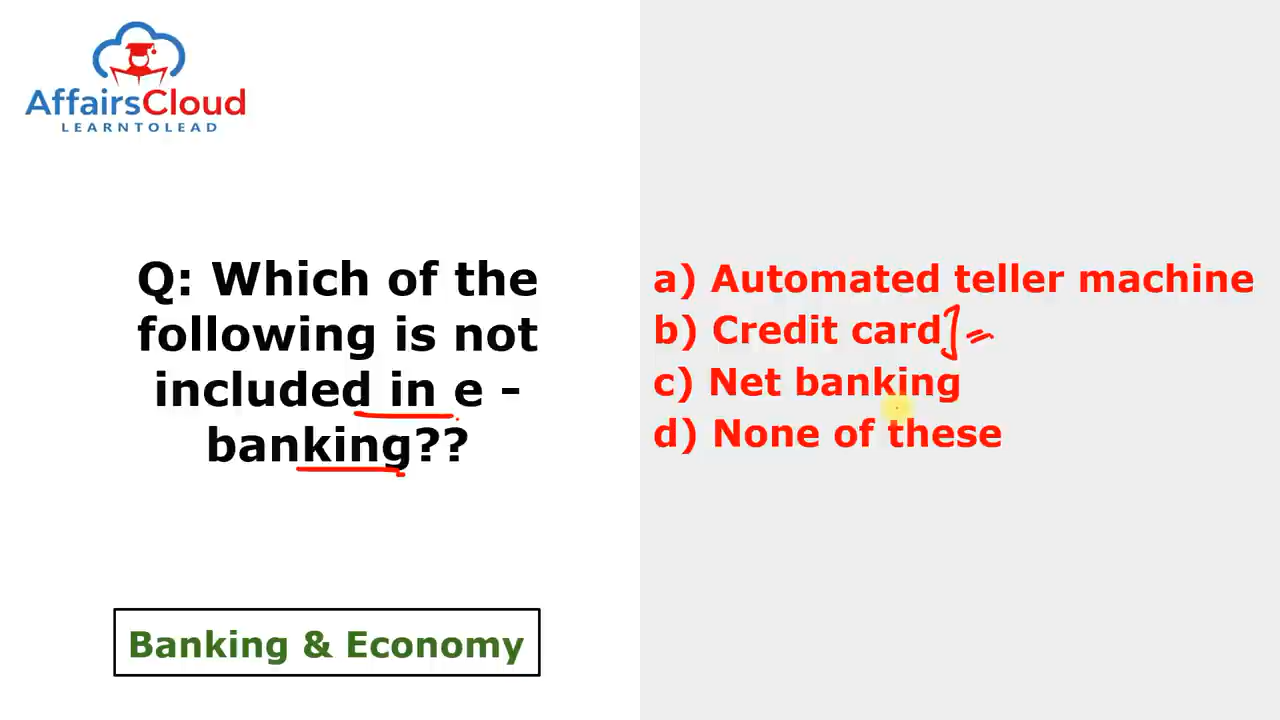 AffairsCloud
LEARNTOLEAD
Q: Which of the
following is not
included in e -
banking??
a) Automated teller machine
b) Credit card
c) Net banking
d) None of these
Banking & Economy